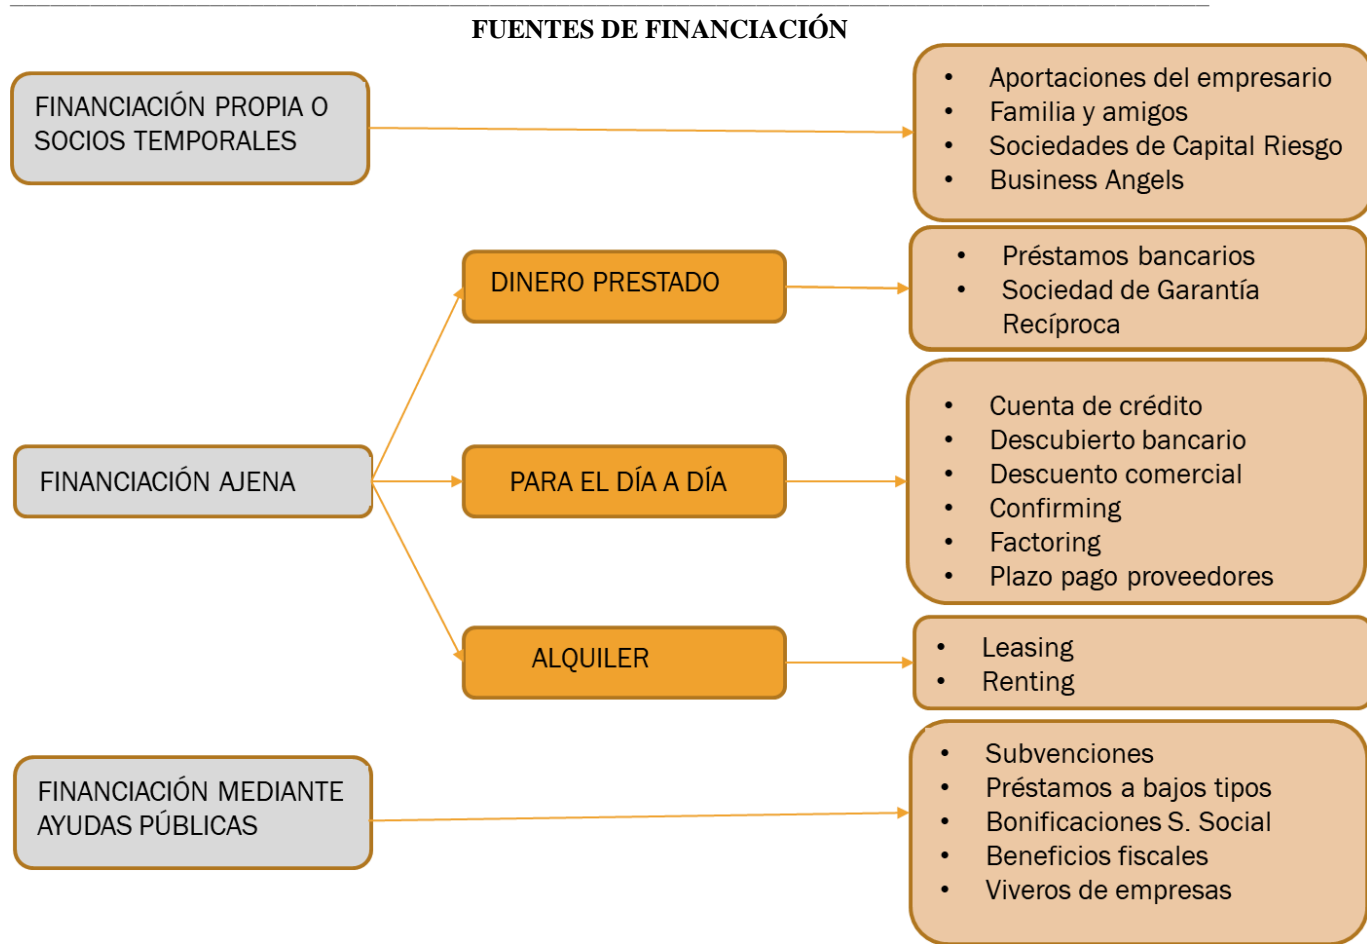 FUENTES DE FINANCIACIÓN
FINANCIACIÓN PROPIA O
SOCIOS TEMPORALES
• Aportaciones del empresario
• Familia y amigos
• Sociedades de Capital Riesgo
• Business Angels
FINANCIACIÓN AJENA
DINERO PRESTADO
• Préstamos bancarios
• Sociedad de Garantía
Recíproca
PARA EL DÍA A DÍA
• Cuenta de crédito
• Descubierto bancario
• Descuento comercial
• Confirming
• Factoring
• Plazo pago proveedores
ALQUILER
• Leasing
• Renting
FINANCIACIÓN MEDIANTE
AYUDAS PÚBLICAS
• Subvenciones
• Préstamos a bajos tipos
• Bonificaciones S. Social
• Beneficios fiscales
• Viveros de empresas